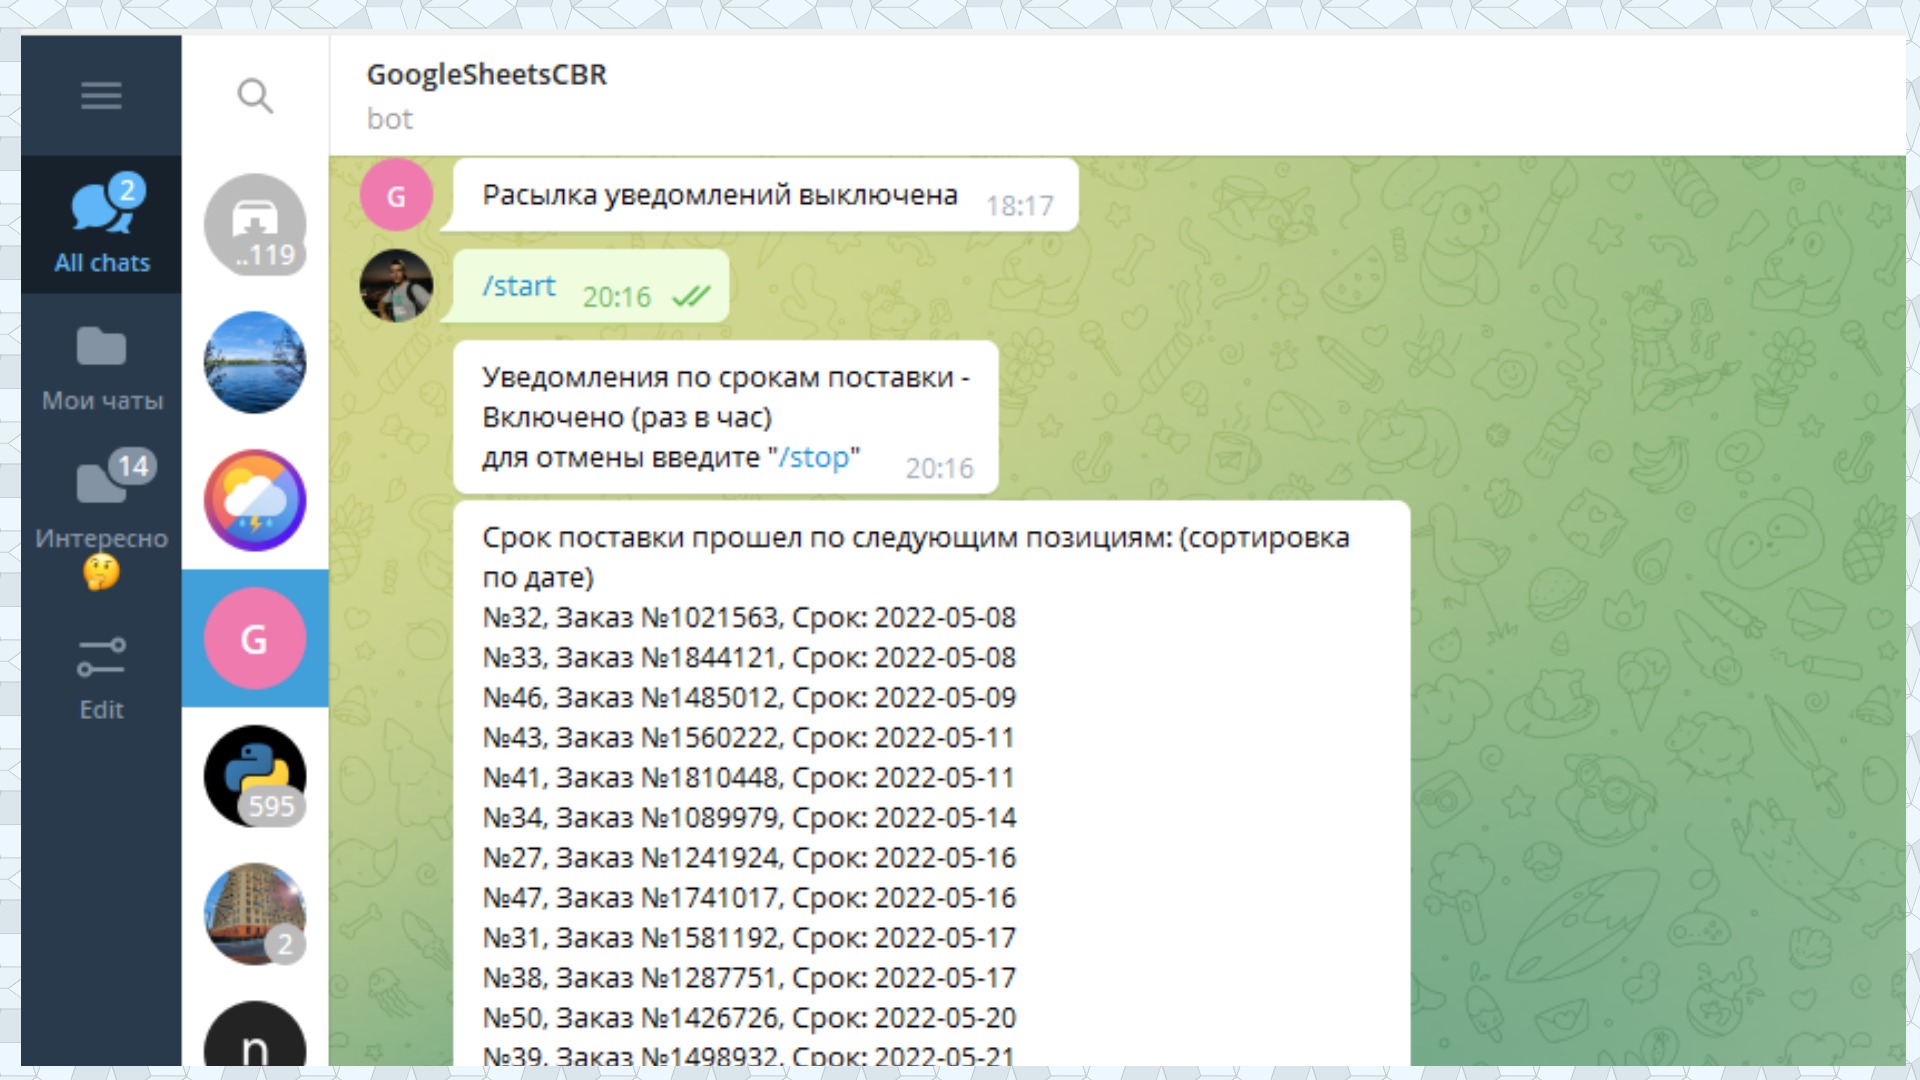 GoogleSheetsCBR
bot
2
All chats
Мои чаты
14
Интересно
Edit
..119
G
595
2
n
G
Расылка уведомлений выключена 18:17
/start 20:16
Уведомления по срокам поставки -
Включено (раз в час)
для отмены введите "/stop" 20:16
Срок поставки прошел по следующим позициям: (сортировка
по дате)
№32, Заказ №1021563, Срок: 2022-05-08
№33, Заказ №1844121, Срок: 2022-05-08
№46, Заказ №1485012, Срок: 2022-05-09
№43, Заказ №1560222, Срок: 2022-05-11
№41, Заказ №1810448, Срок: 2022-05-11
№34, Заказ №1089979, Срок: 2022-05-14
№27, Заказ №1241924, Срок: 2022-05-16
№47, Заказ №1741017, Срок: 2022-05-16
№31, Заказ №1581192, Срок: 2022-05-17
№38, Заказ №1287751, Срок: 2022-05-17
№50, Заказ №1426726, Срок: 2022-05-20
№39, Заказ №1498932, Срок: 2022-05-21